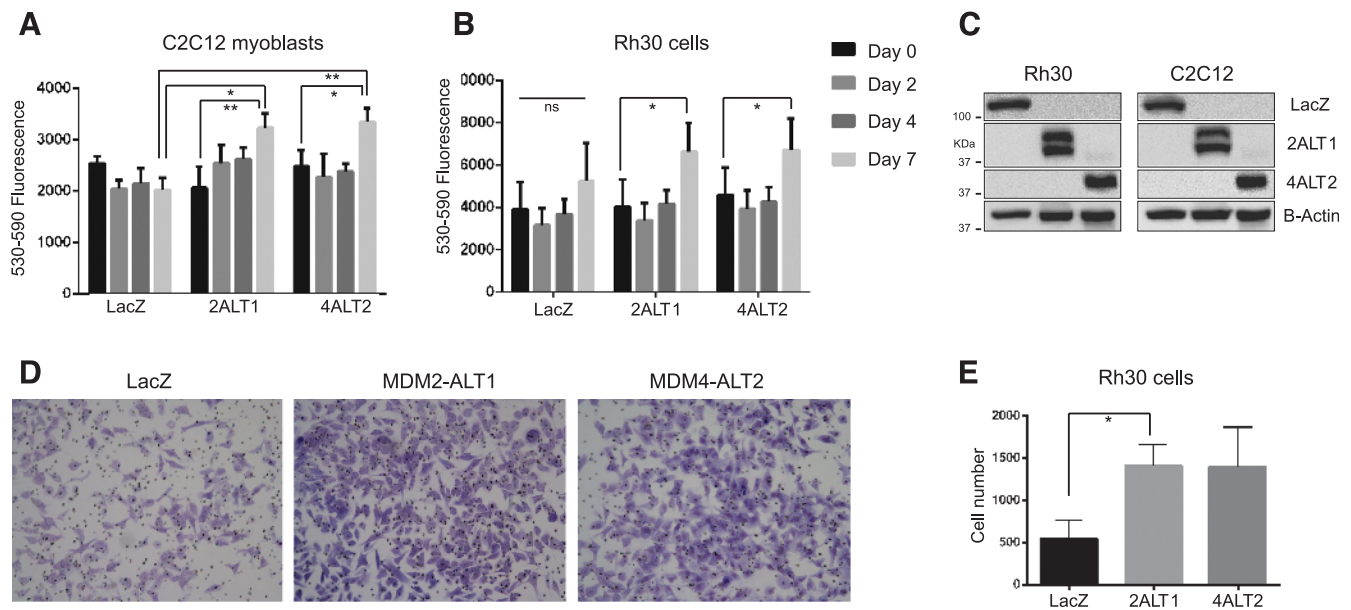 A
C2C12 myoblasts
530-590 Fluorescence
4000
3000
2000
1000
0
**
*
*
**
LacZ
2ALT1
4ALT2
B
Rh30 cells
530-590 Fluorescence
0000
8000
6000
4000
2000
0
ns
*
*
LacZ
2ALT1
4ALT2
Day 0
Day 2
Day 4
Day 7
C
Rh30
C2C12
100
KDa
37
37
37
LacZ
2ALT1
4ALT2
B-Actin
D
LacZ
MDM2-ALT1
MDM4-ALT2
E
Rh30 cells
Cell number
2000
1500
1000
500
0
*
LacZ
2ALT1
4ALT2